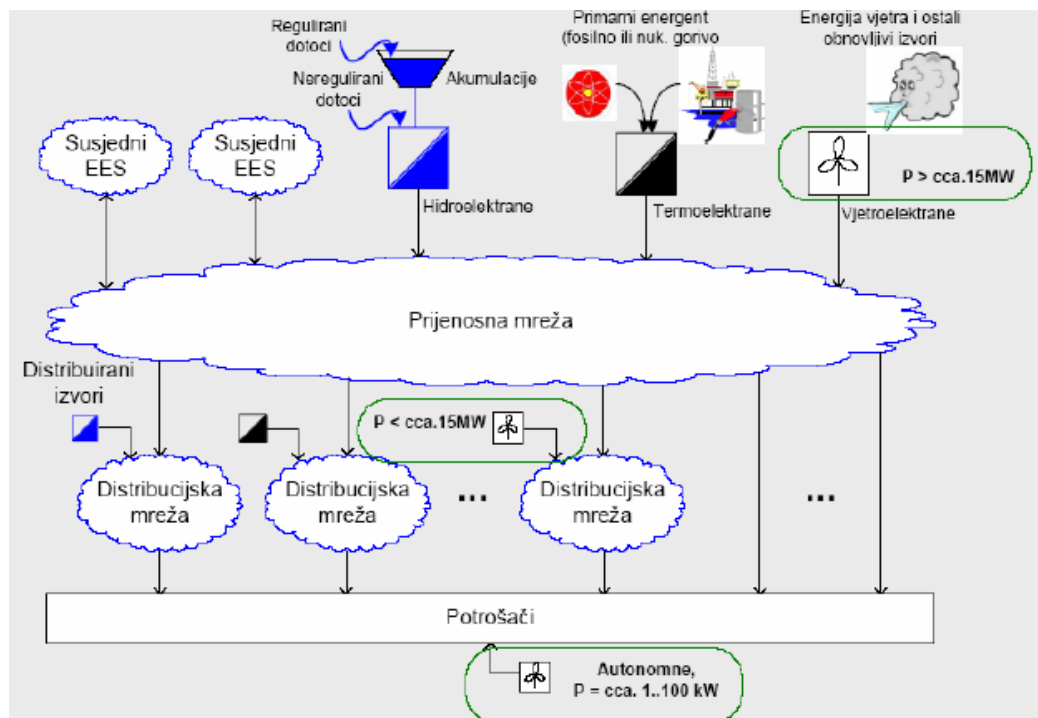 Regulirani
dotoci
Neregulirani
dotoci
Akumulacije
Primarni energent
(fosilno ili nuk. gorivo
Energija vjetra i ostali
obnovljivi izvori
Susjedni
EES
Susjedni
EES
P > cca.15MW
Hidroelektrane
Termoelektrane
Vjetroelektrane
Prijenosna mreža
Distribuirani
izvori
P < cca.15MW
Distribucijska
mreža
Distribucijska
mreža
...
Distribucijska
mreža
...
Potrošači
Autonomne,
P = cca. 1..100 kW